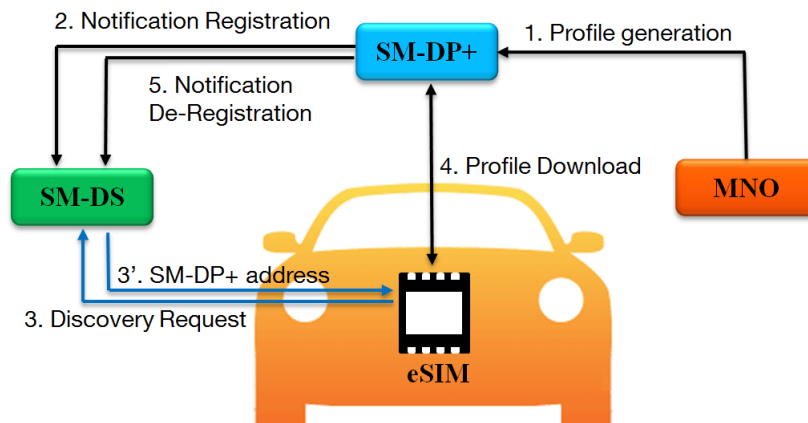 2. Notification Registration
1. Profile generation
SM-DP+
5. Notification
De-Registration
4. Profile Download
SM-DS
MNO
3’. SM-DP+ address
3. Discovery Request
eSIM